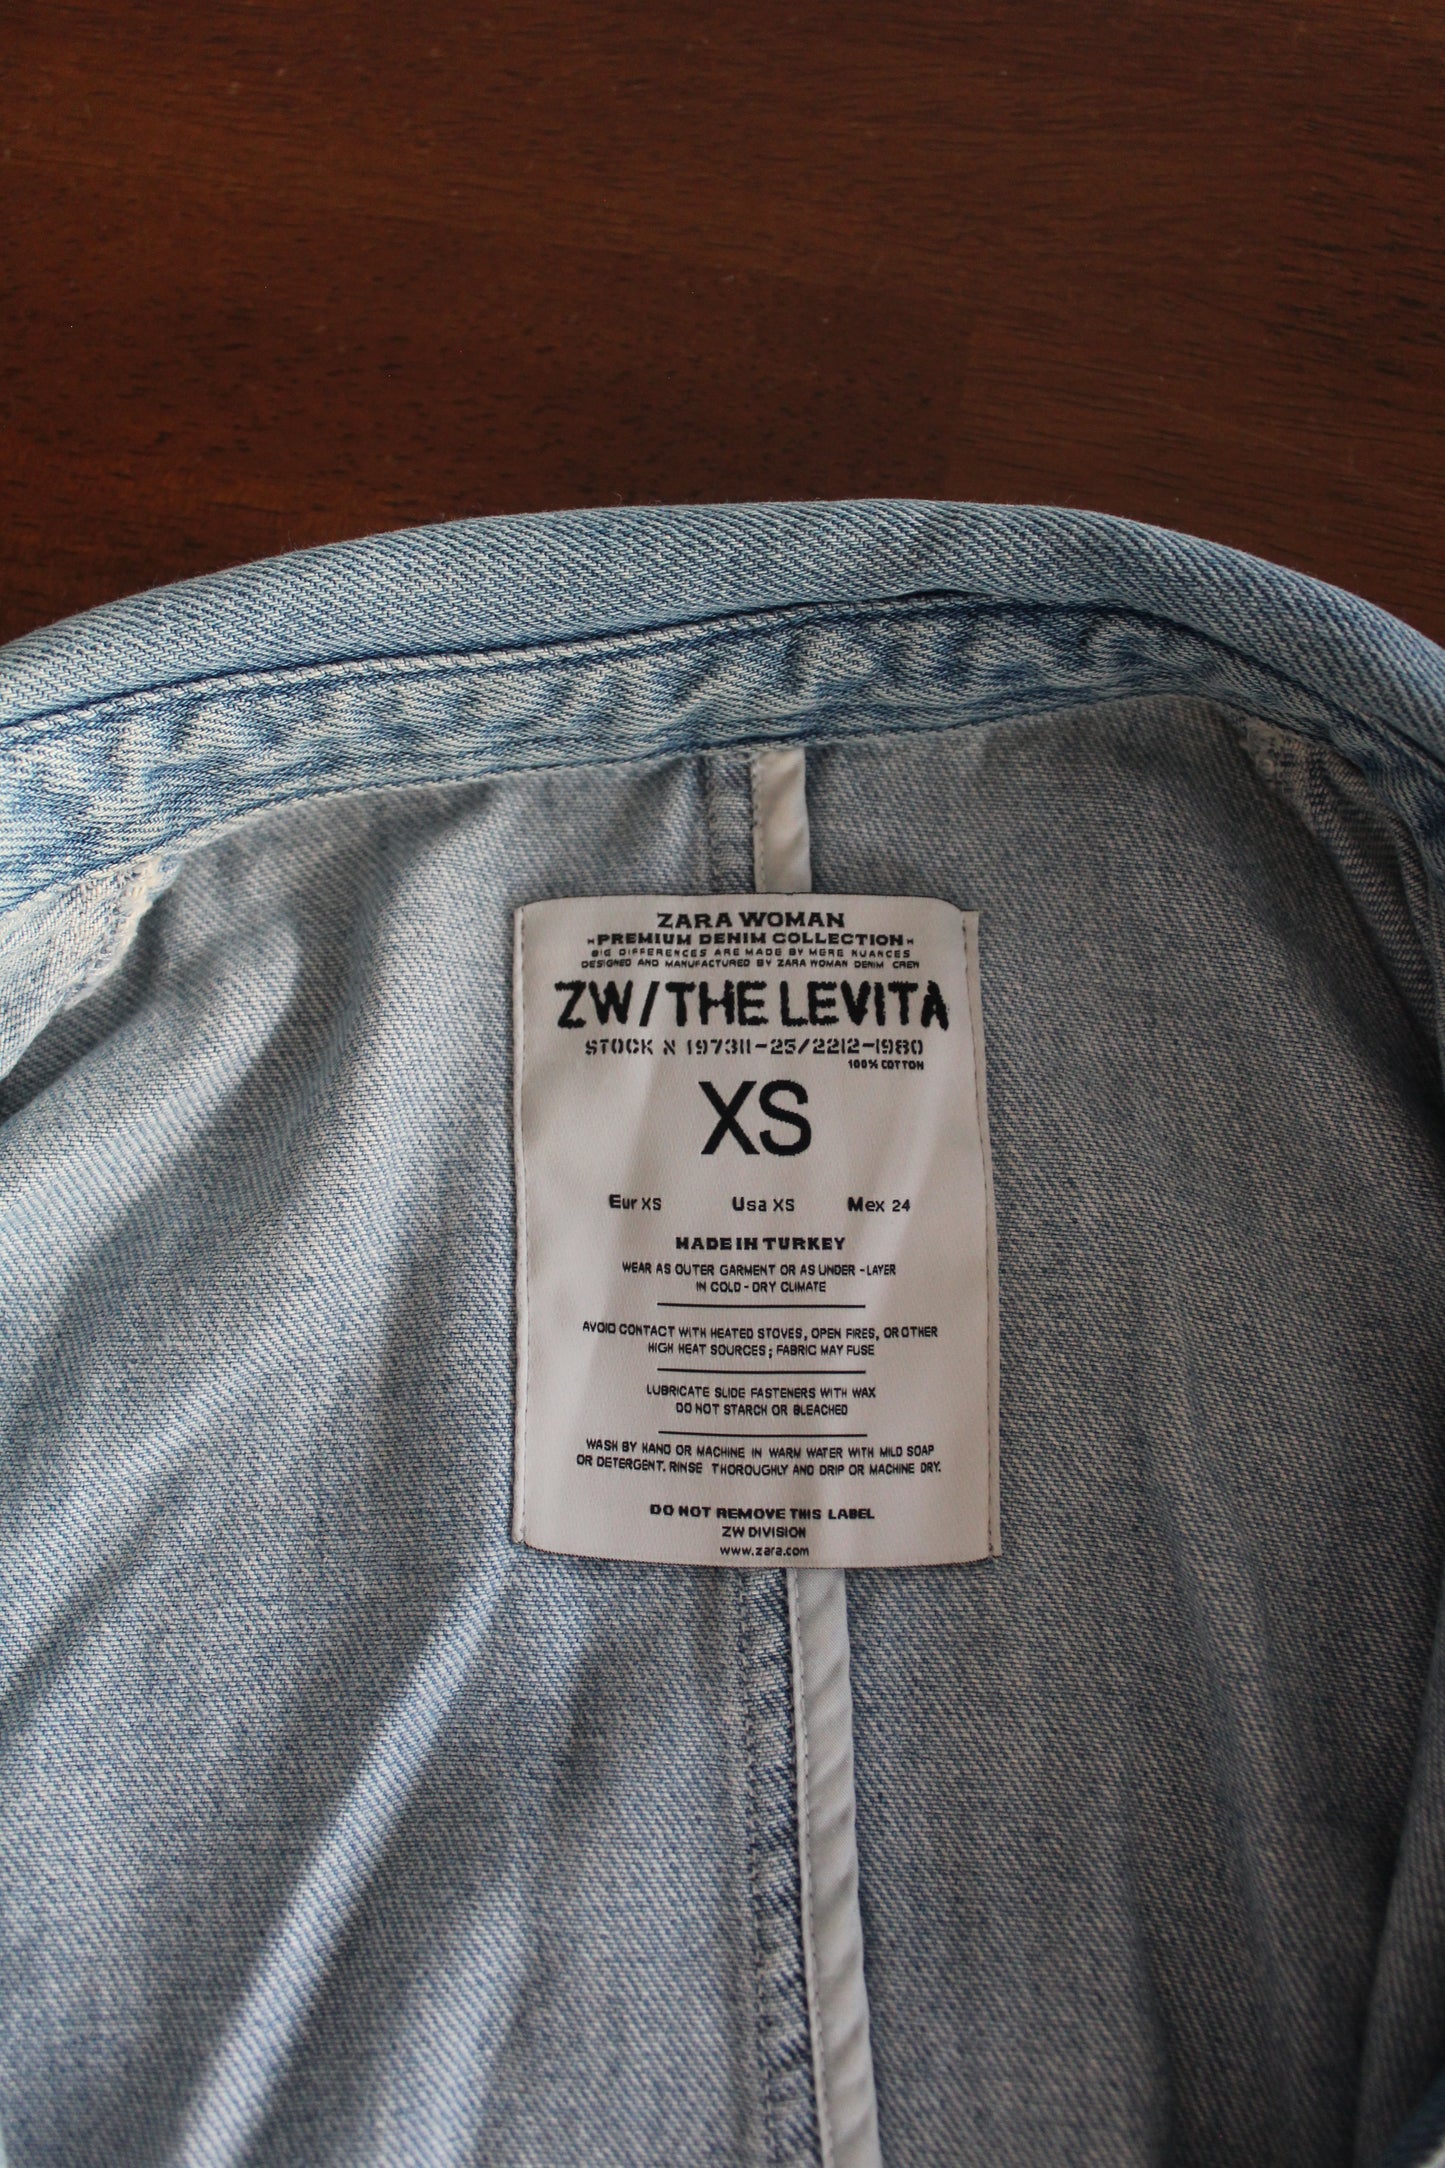 ZARA WOMAN
-PREMIUM DENIM COLLECTION-
BIG DIFFERENCES ARE MADE BY MERE NUANCES
DESIGNED AND MANUFACTURED BY ZARA WOMAN DENIM CREW
ZW/THE LEVITA
STOCK N 197311-25/2212-1980
100% COTTON
XS
Eur XS Usa XS Mex 24
MADE IN TURKEY
WEAR AS OUTER GARMENT OR AS UNDER-LAYER
IN COLD-DRY CLIMATE
AVOID CONTACT WITH HEATED STOVES, OPEN FIRES, OR OTHER
HIGH HEAT SOURCES; FABRIC MAY FUSE
LUBRICATE SLIDE FASTENERS WITH WAX
DO NOT STARCH OR BLEACHED
WASH BY HAND OR MACHINE IN WARM WATER WITH MILD SOAP
OR DETERGENT. RINSE THOROUGHLY AND DRIP OR MACHINE DRY.
DO NOT REMOVE THIS LABEL
ZW DIVISION
www.zara.com